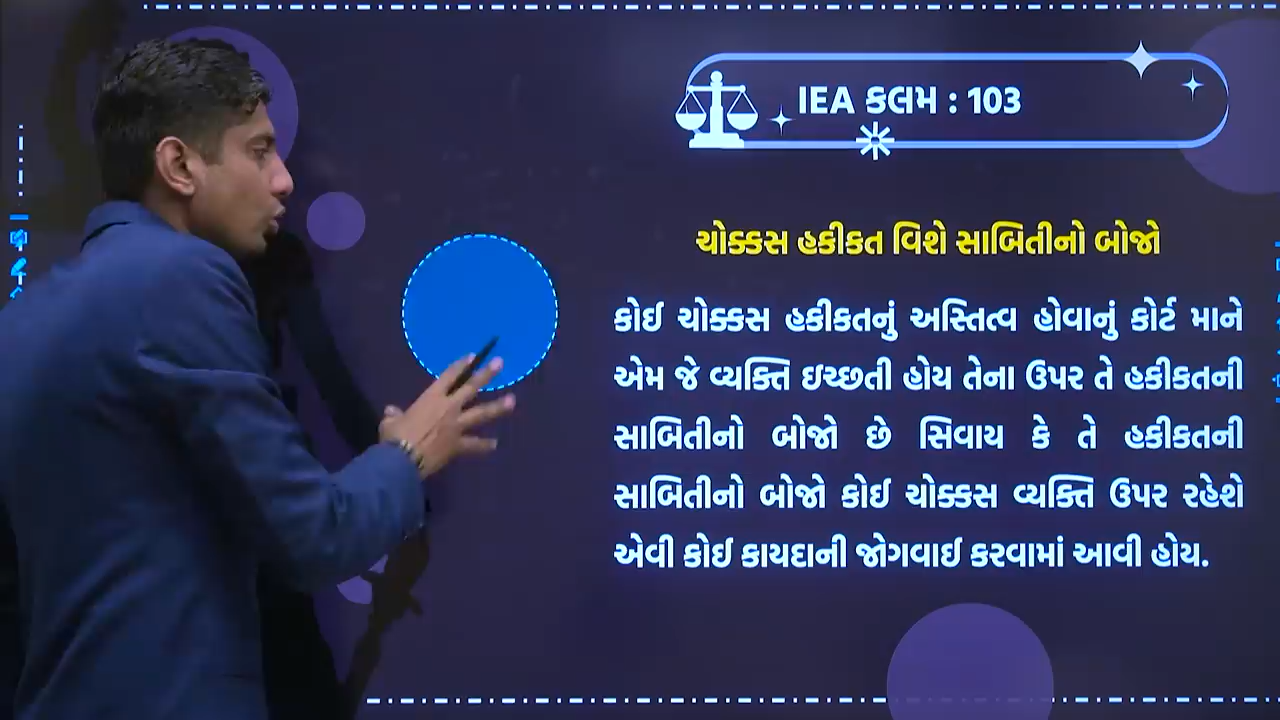 IEA કલમ : 103
ચોક્કસ હકીકત વિશે સાબિતીનો બોજો
કોઈ ચોક્કસ હકીકતનું અસ્તિત્વ હોવાનું કોર્ટ માને
એમ જે વ્યક્તિ ઇચ્છતી હોય તેના ઉપર તે હકીકતની
સાબિતીનો બોજો છે સિવાય કે તે હકીકતની
સાબિતીનો બોજો કોઈ ચોક્કસ વ્યક્તિ ઉપર રહેશે
એવી કોઈ કાયદાની જોગવાઈ કરવામાં આવી હોય.